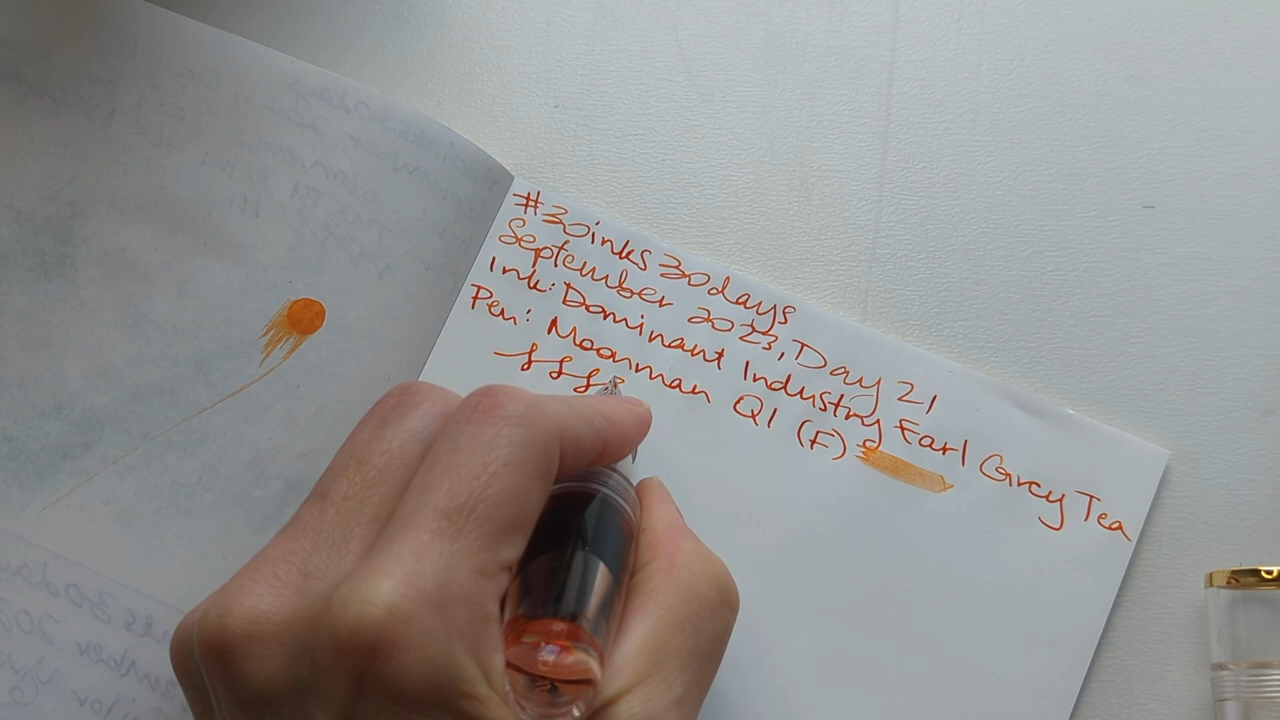 #30inks30days
September 2023, Day 21
Ink: Dominant Industry Earl Grey Tea
Pen: Moonman Q1 (F)